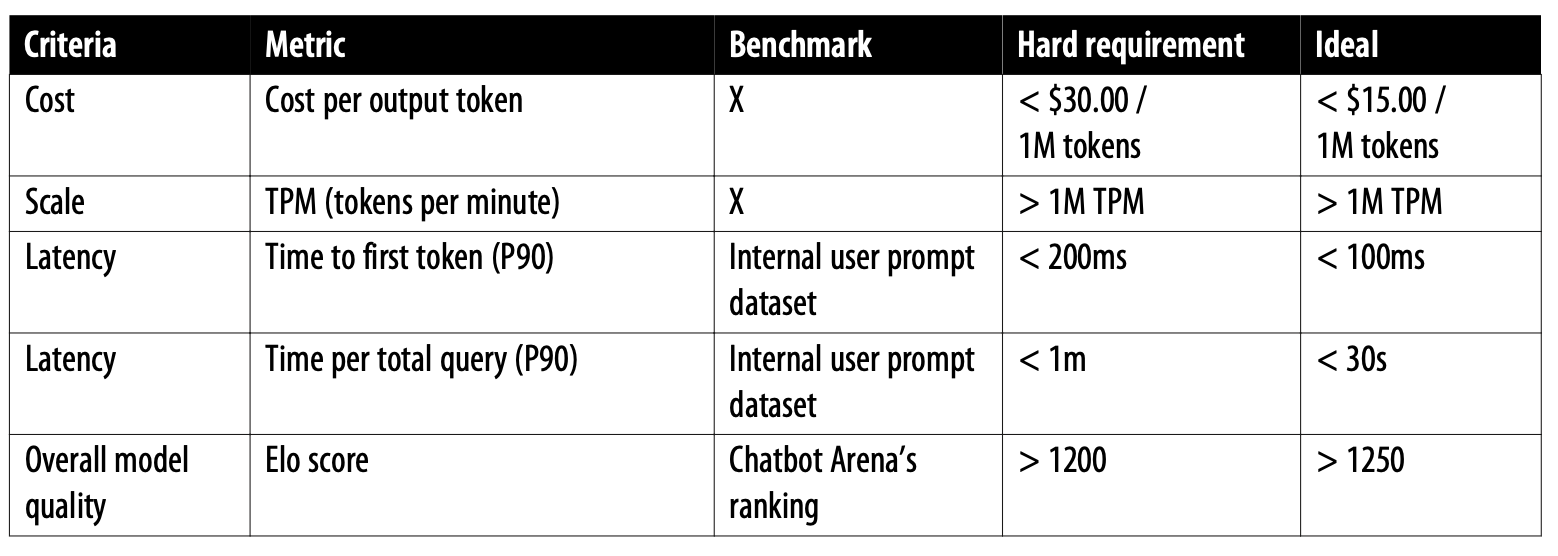 Criteria Metric Benchmark Hard requirement Ideal
Cost Cost per output token X < $30.00 / < $15.00 /
1M tokens 1M tokens
Scale TPM (tokens per minute) X > 1M TPM > 1M TPM
Latency Time to first token (P90) Internal user prompt < 200ms < 100ms
dataset
Latency Time per total query (P90) Internal user prompt < 1m < 30s
dataset
Overall model Elo score Chatbot Arena’s > 1200 > 1250
quality ranking